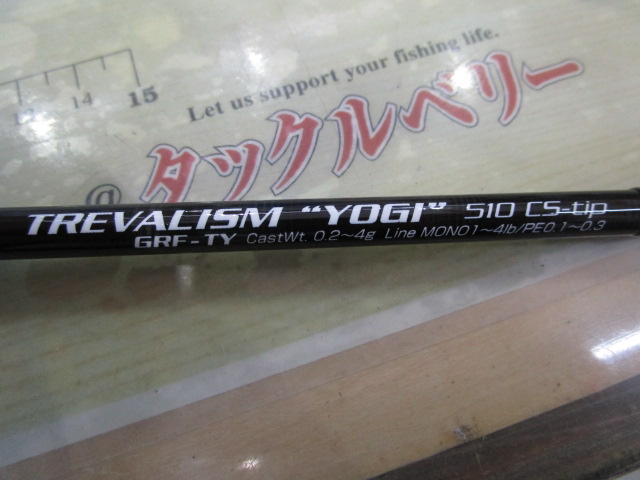 13 14 15
Let us support your fishing life.
@タックルベリー
TREVALISM "YOGI" 510 CS-tip
GRF-TY CastWt. 0.2~4g Line MONO1~4lb/PE0.1~0.3